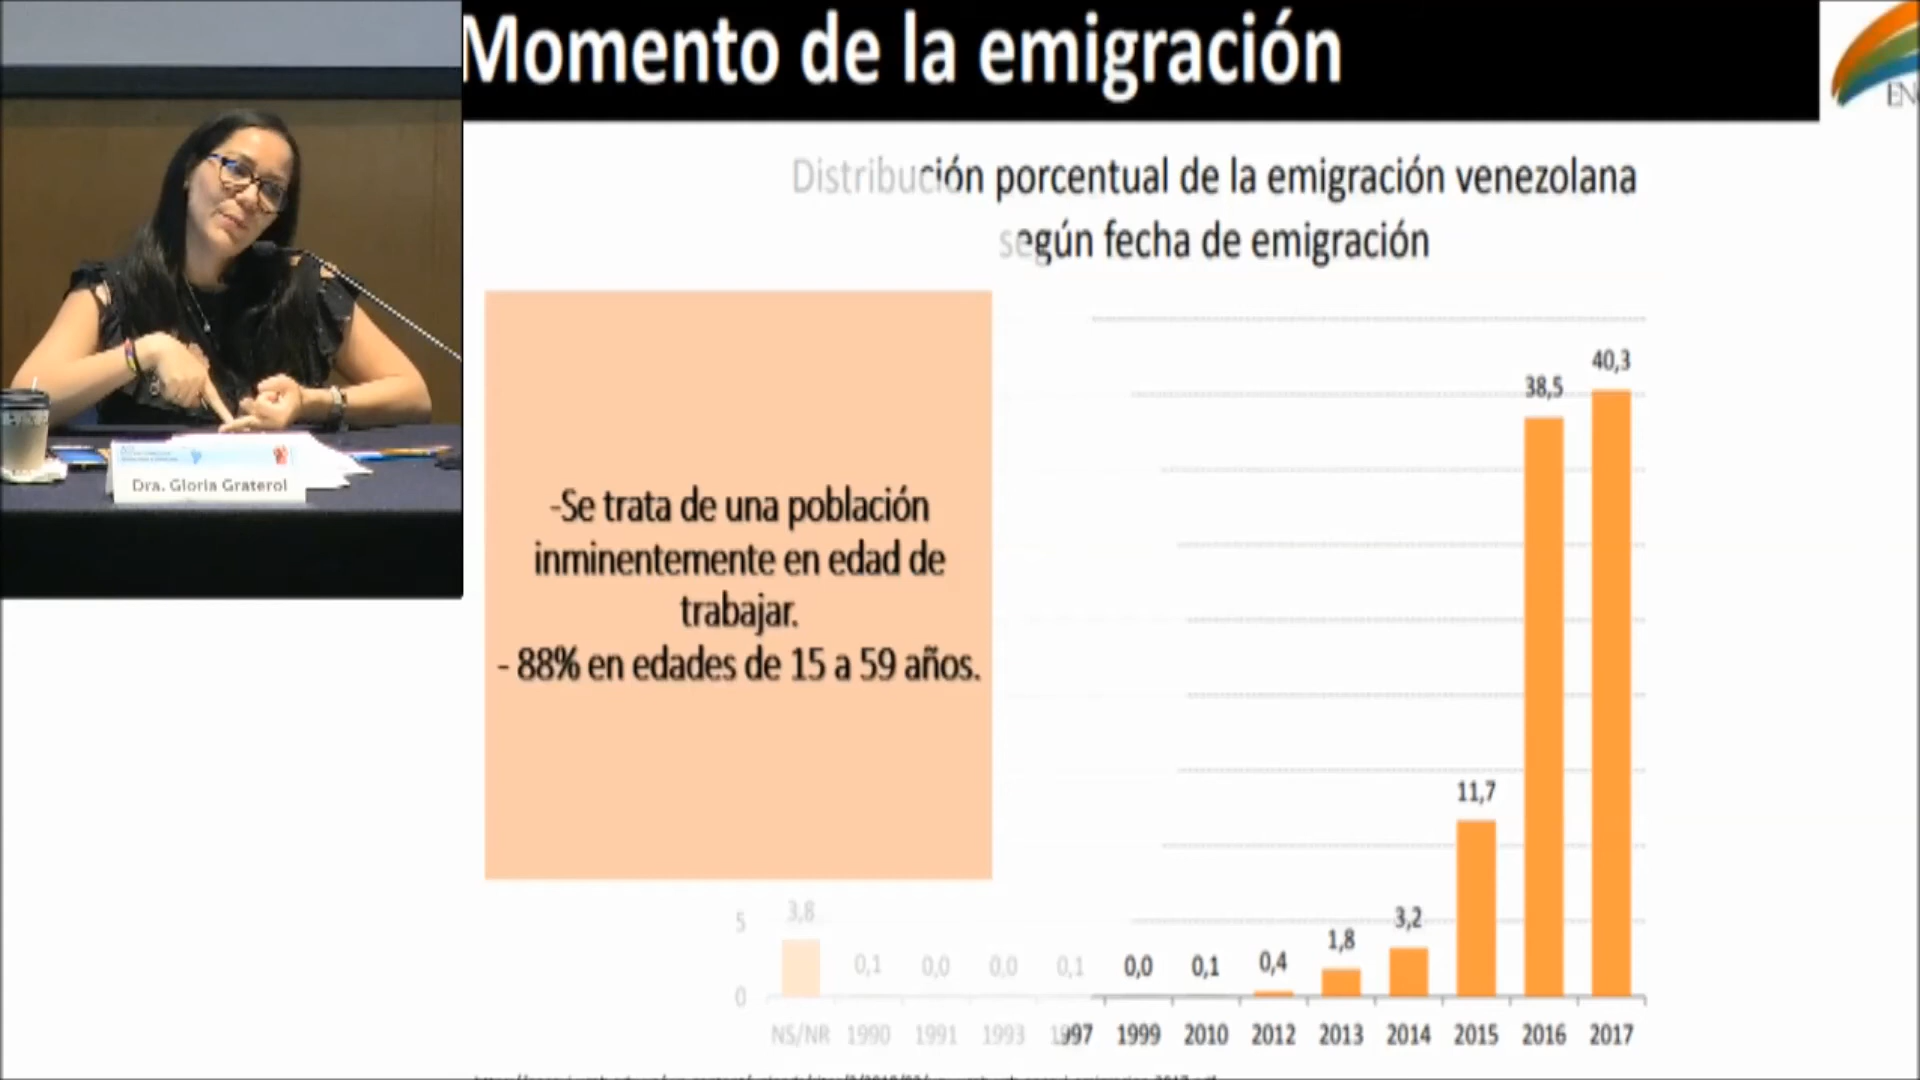 Momento de la emigración
EN
Distribución porcentual de la emigración venezolana
según fecha de emigración
-Se trata de una población
inminentemente en edad de
trabajar.
- 88% en edades de 15 a 59 años.
Dra. Gloria Graterol
40,3
38,5
11,7
5
3,8
3,2
1,8
0,1
0,0
0,0
0,1
0,0
0,1
0,4
0
NS/NR 1990 1991 1993 1997 1999 2010 2012 2013 2014 2015 2016 2017